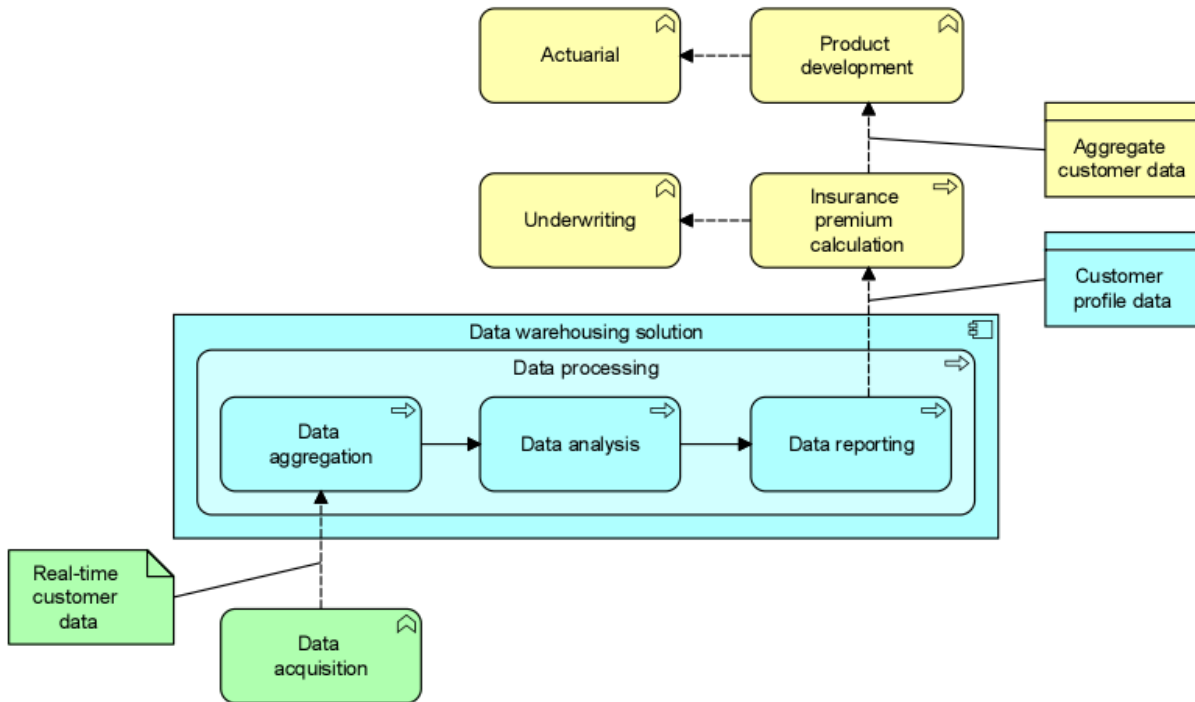 Actuarial
Product
development
Aggregate
customer data
Underwriting
Insurance
premium
calculation
Customer
profile data
Data warehousing solution
Data processing
Data
aggregation
Data analysis
Data reporting
Real-time
customer
data
Data
acquisition